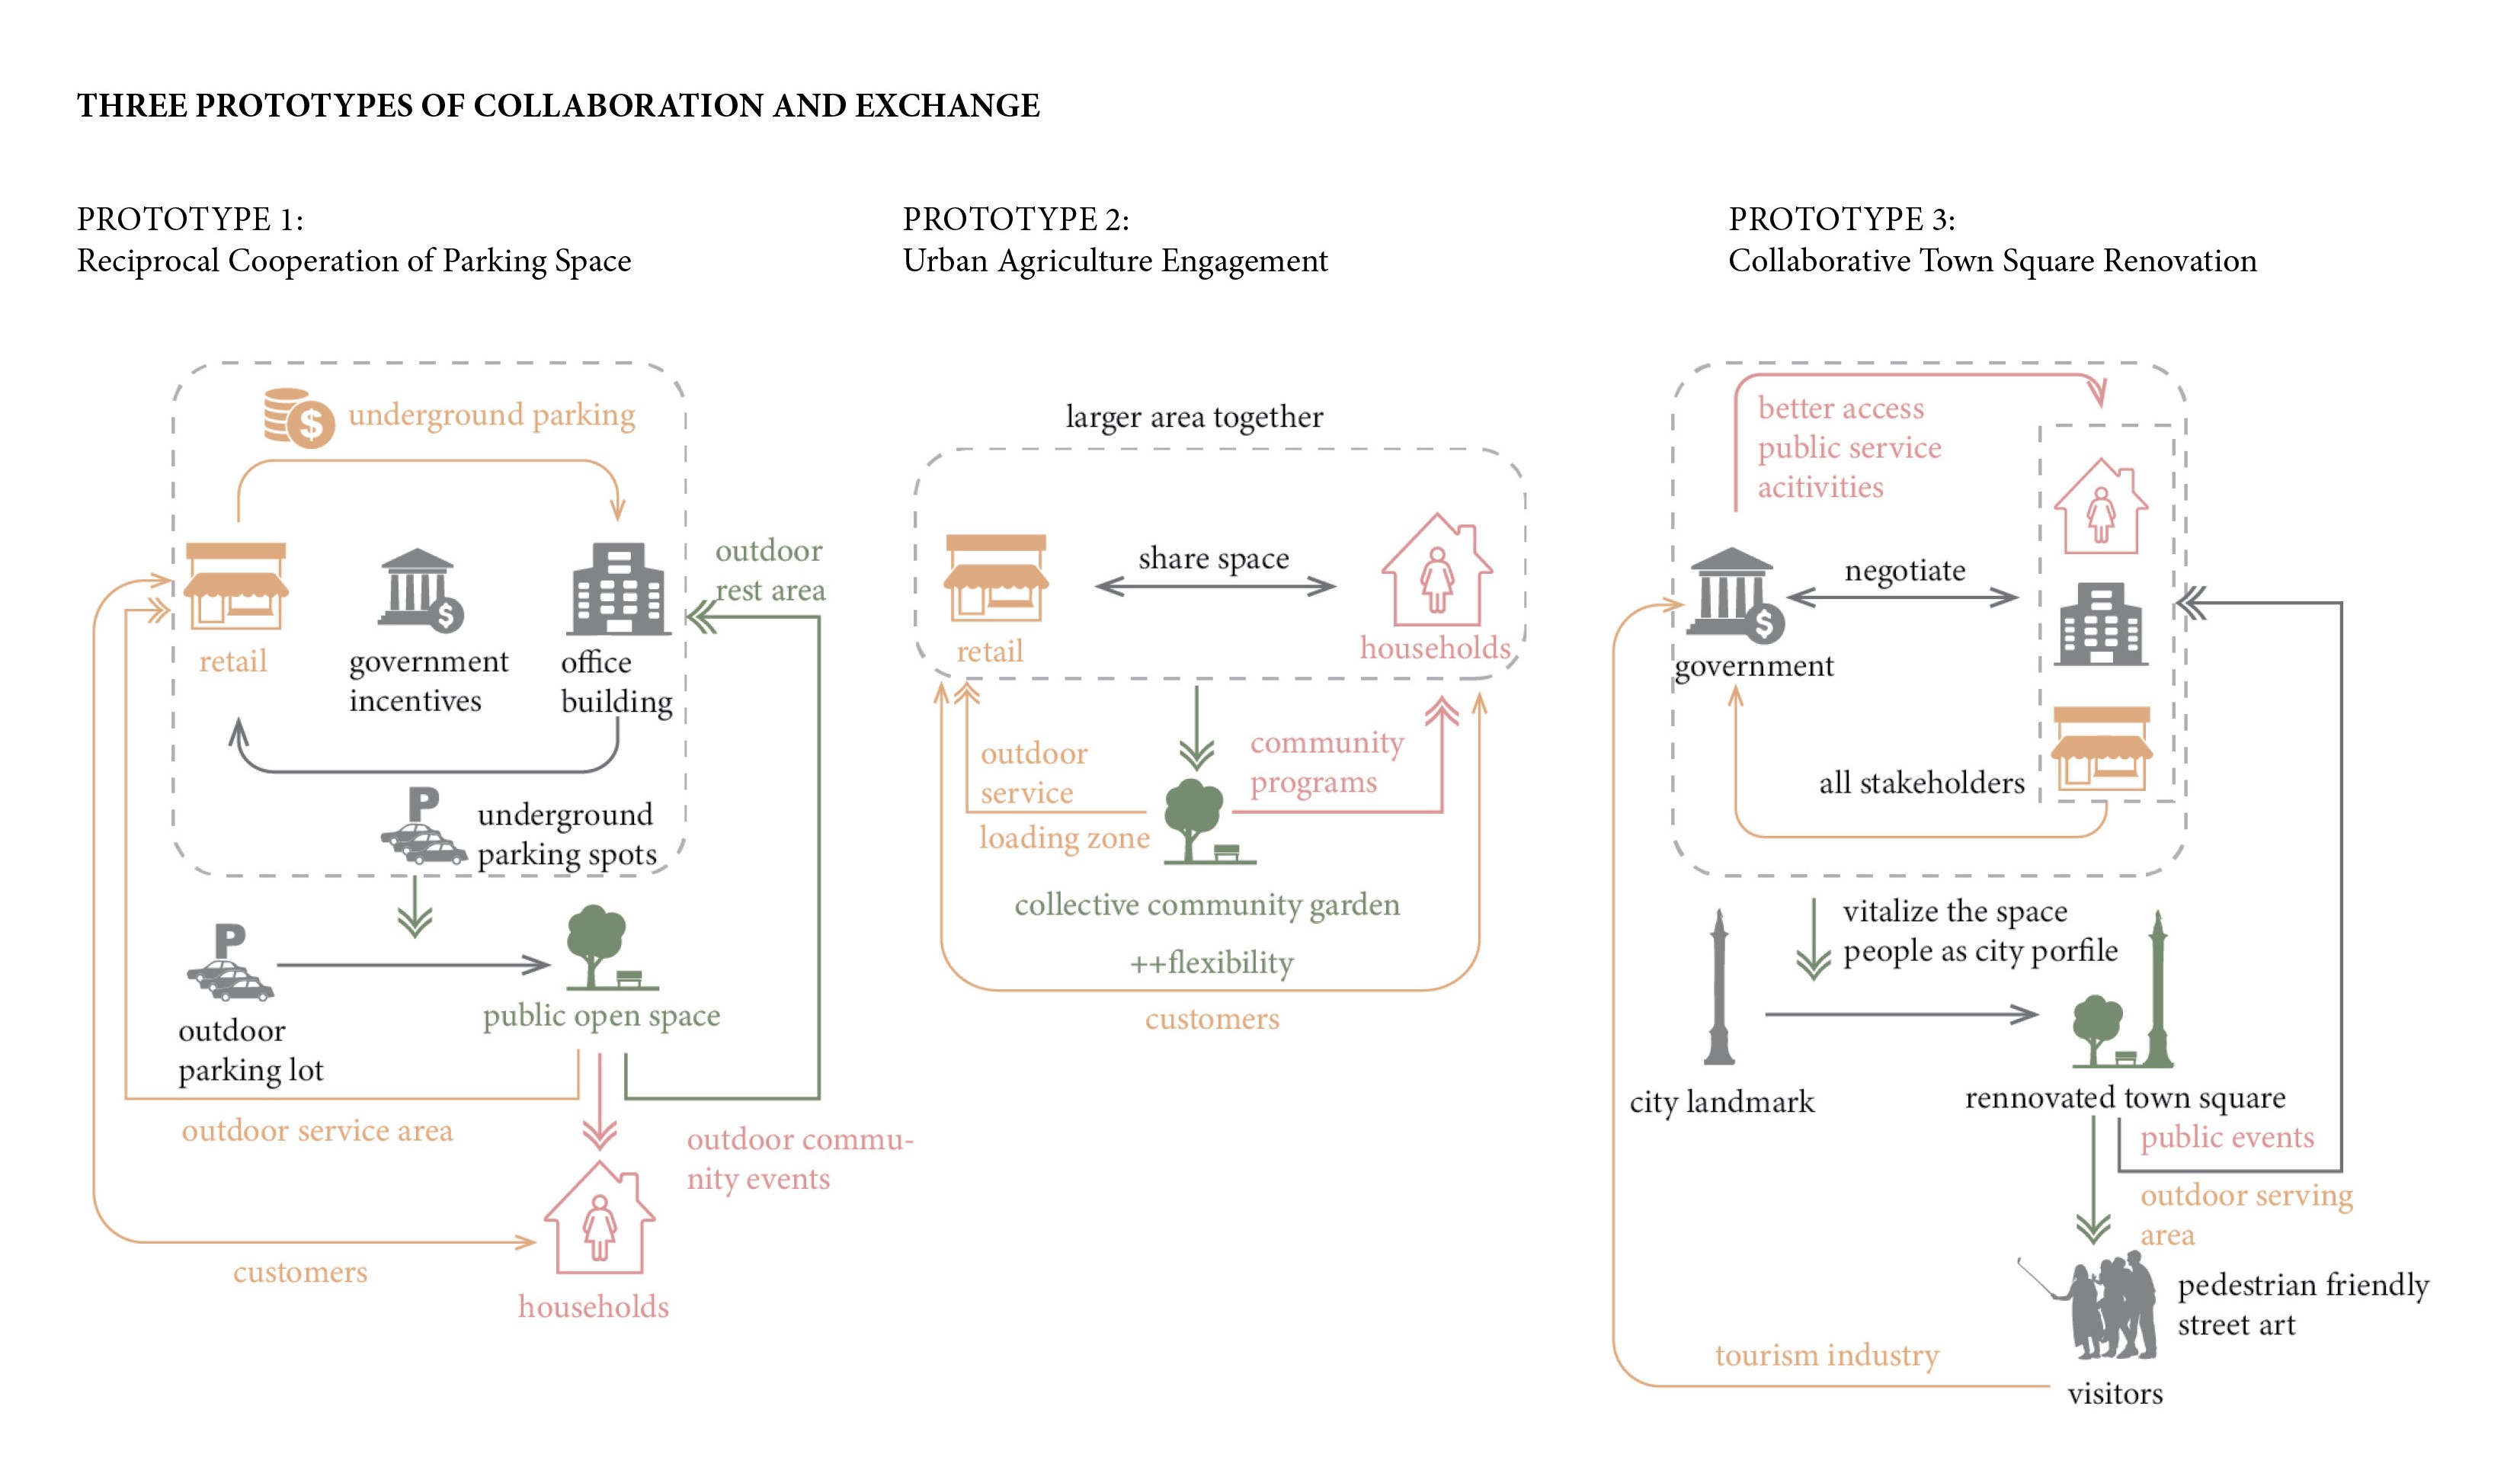 THREE PROTOTYPES OF COLLABORATION AND EXCHANGE
PROTOTYPE 1:
Reciprocal Cooperation of Parking Space
$
underground parking
retail
$
government
incentives
office
building
outdoor
rest area
P
underground
parking spots
P
outdoor
parking lot
public open space
outdoor service area
outdoor commu-
nity events
customers
households
PROTOTYPE 2:
Urban Agriculture Engagement
larger area together
share space
retail
households
outdoor
service
loading zone
community
programs
collective community garden
++flexibility
customers
PROTOTYPE 3:
Collaborative Town Square Renovation
better access
public service
acitivities
negotiate
$
government
all stakeholders
vitalize the space
people as city porfile
city landmark
rennovated town square
public events
outdoor serving
area
pedestrian friendly
street art
tourism industry
visitors